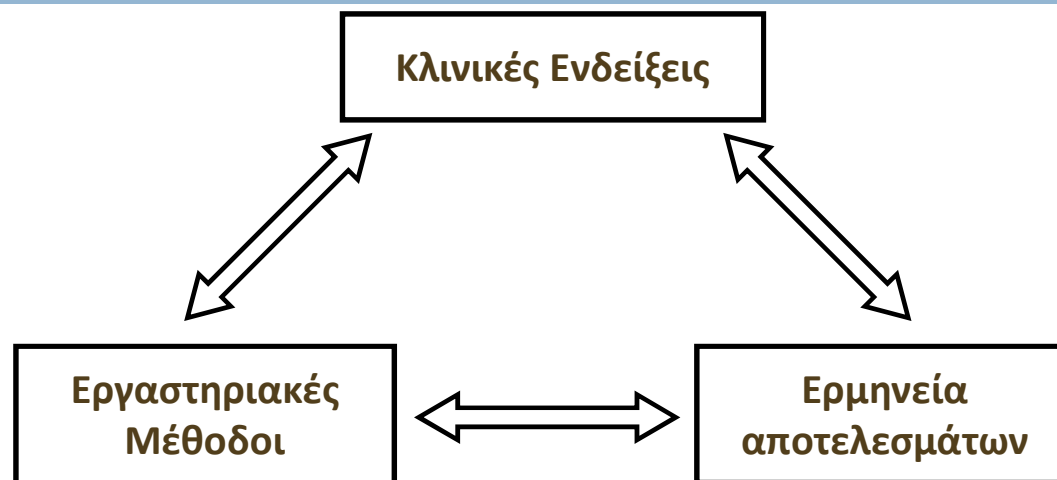 Κλινικές Ενδείξεις
Εργαστηριακές
Μέθοδοι
Ερμηνεία
αποτελεσμάτων